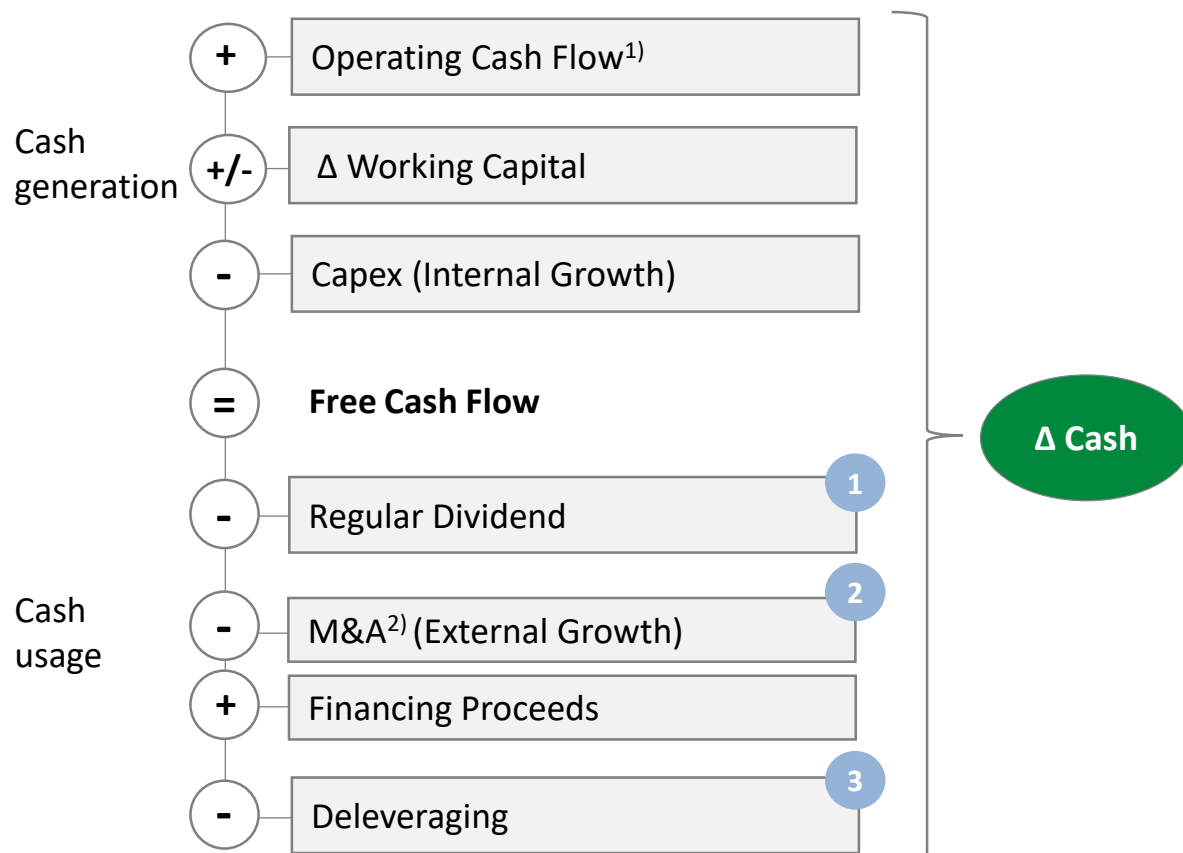 +
Operating Cash Flow1)
Cash
generation
+/-
Δ Working Capital
-
Capex (Internal Growth)
=
Free Cash Flow
Δ Cash
1
-
Regular Dividend
2
Cash
usage
-
M&A2) (External Growth)
+
Financing Proceeds
3
-
Deleveraging